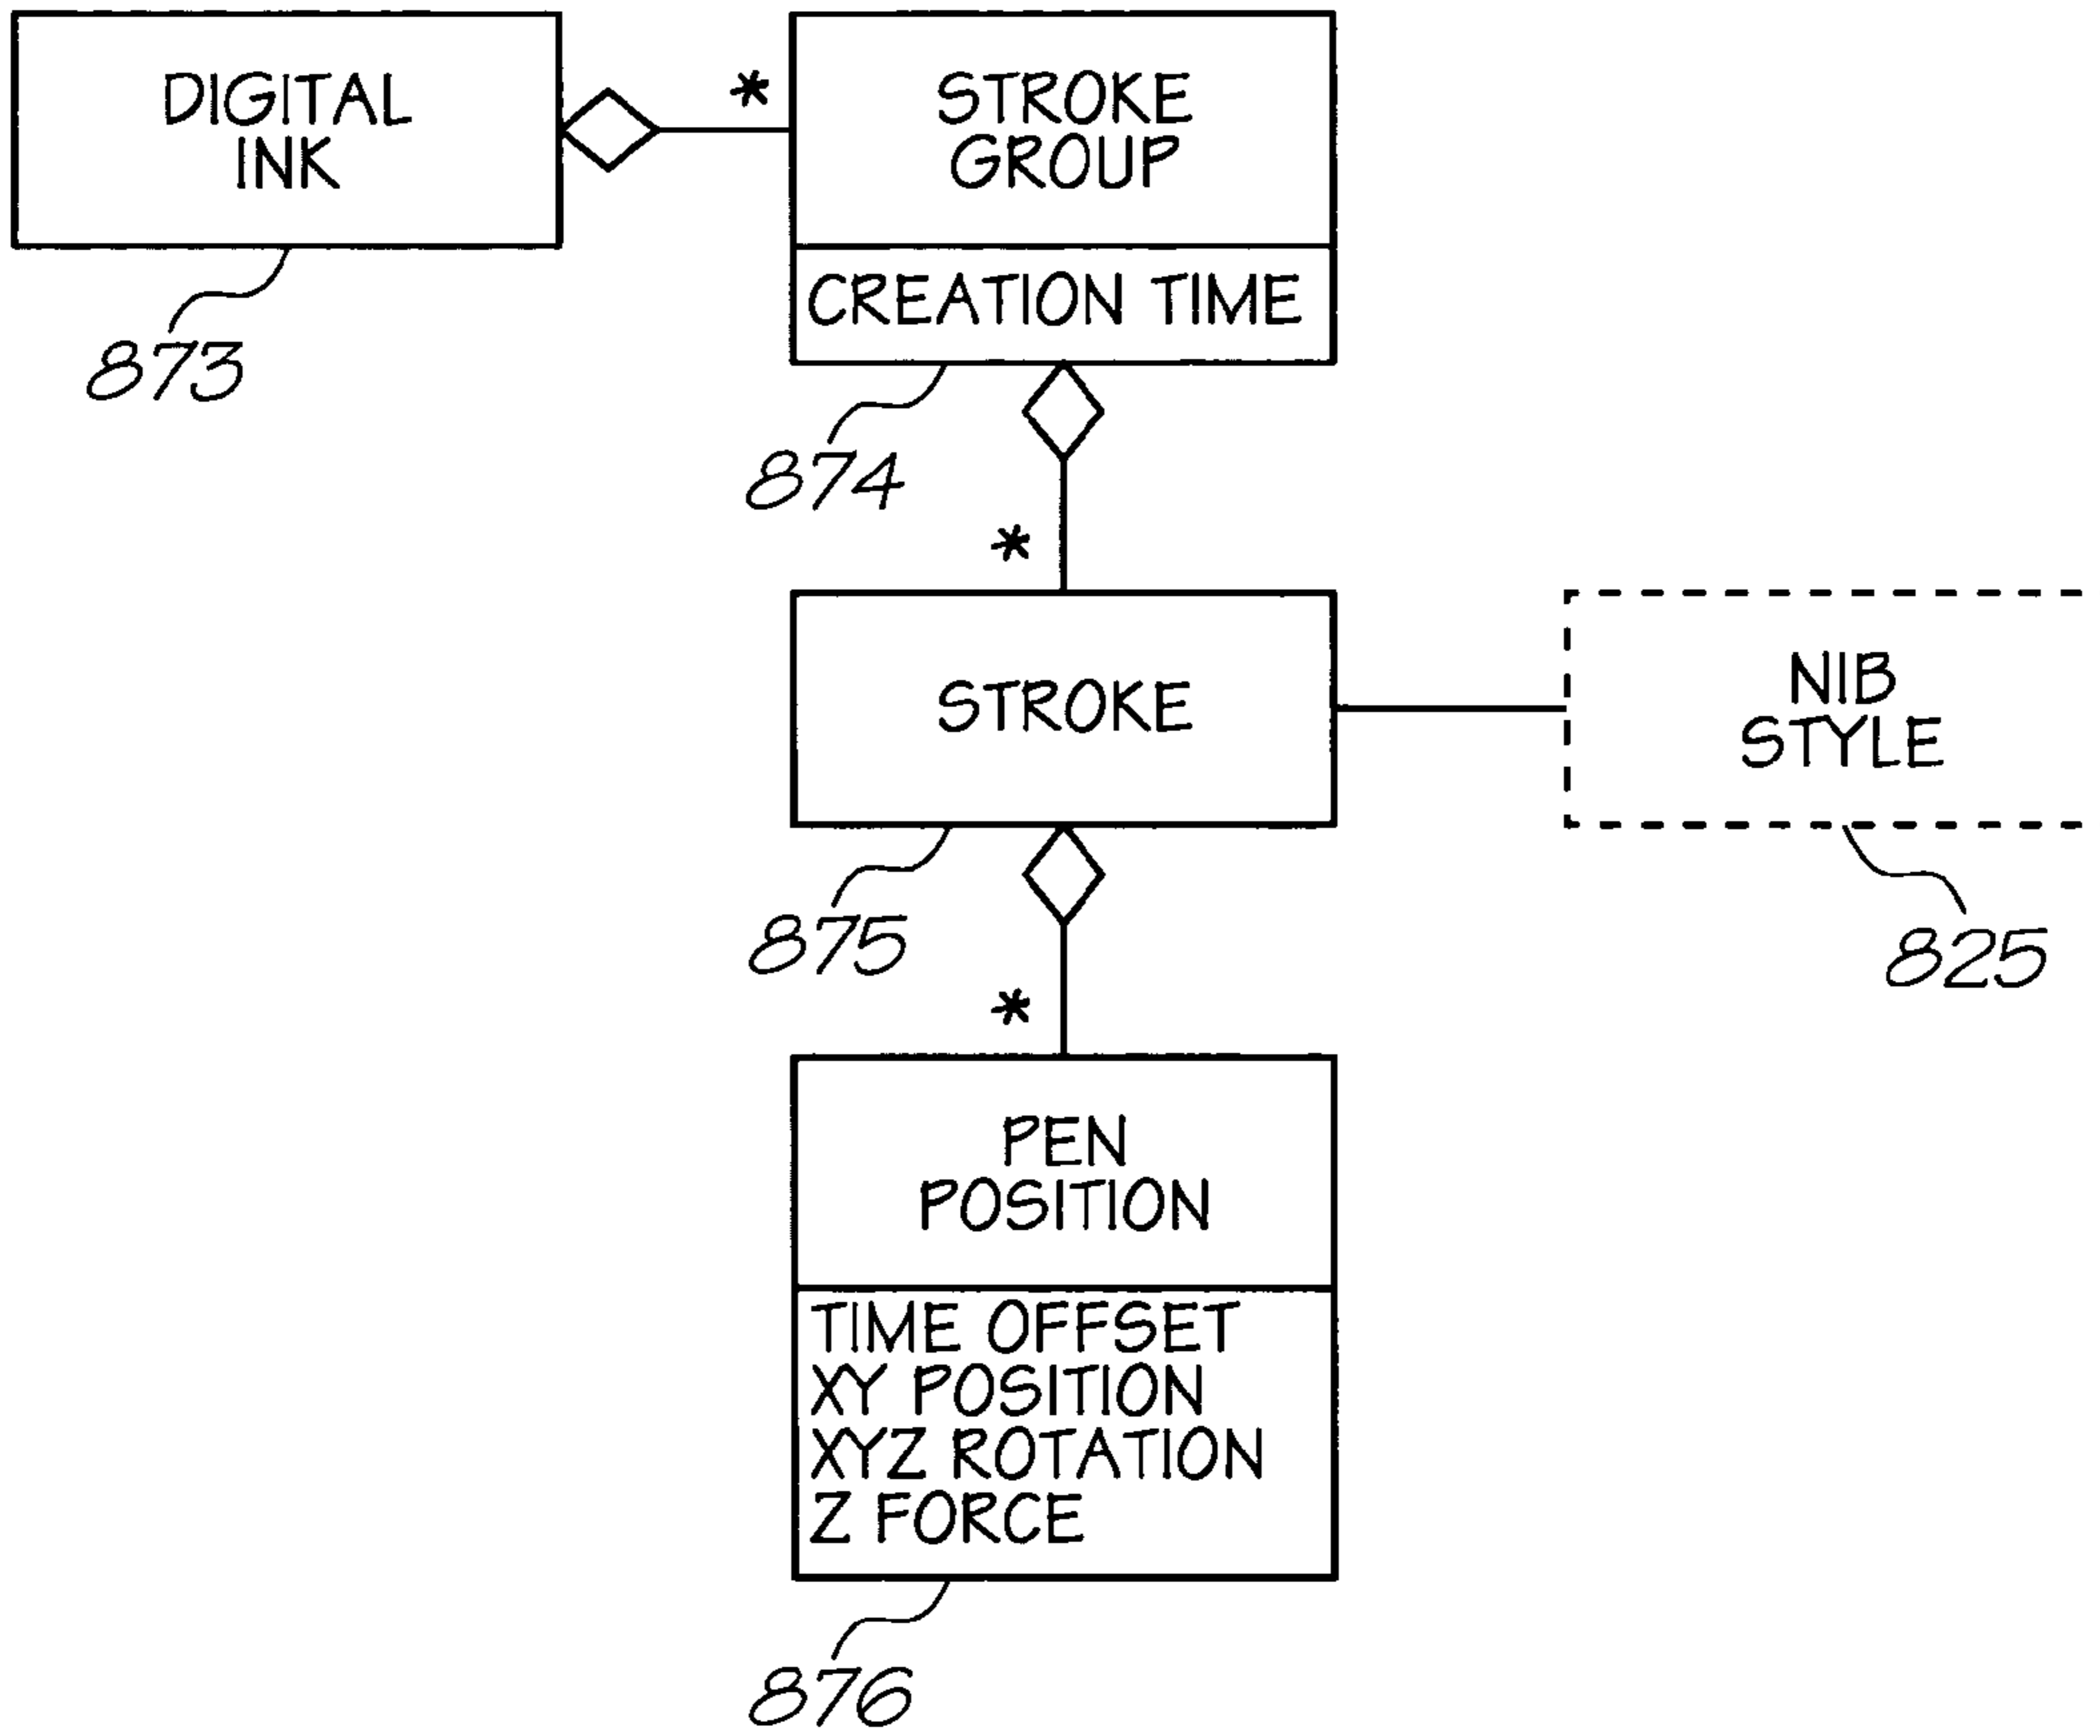 DIGITAL
INK
*
STROKE
GROUP
CREATION TIME
873
874
*
STROKE
NIB
STYLE
875
825
*
PEN
POSITION
TIME OFFSET
XY POSITION
XYZ ROTATION
Z FORCE
876